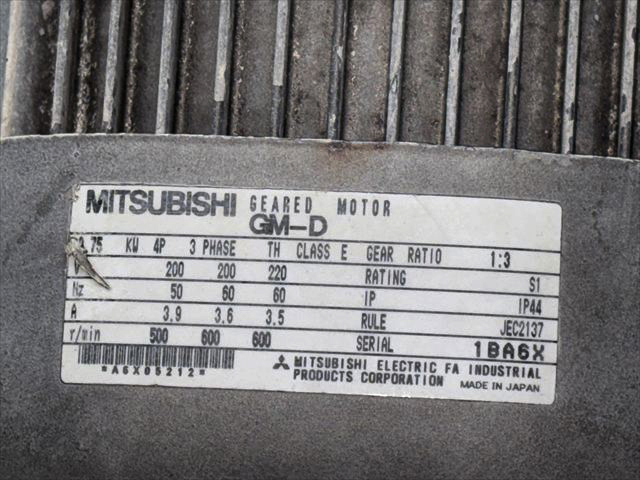 MITSUBISHI GEARED MOTOR
GM-D
.75 KW 4P 3 PHASE TH CLASS E GEAR RATIO 1:3
V 200 200 220 RATING S1
Hz 50 60 60 IP IP44
A 3.9 3.6 3.5 RULE JEC2137
r/min 500 600 600 SERIAL 1BA6X
*A6X05212*
MITSUBISHI ELECTRIC FA INDUSTRIAL
PRODUCTS CORPORATION MADE IN JAPAN